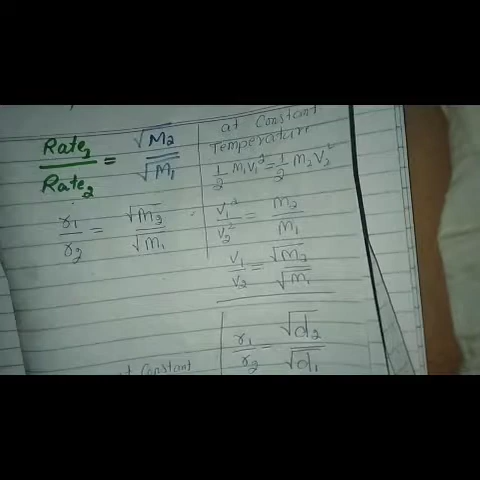 Rate₁/Rate₂ = √M₂/√M₁
r₁/r₂ = √M₂/√M₁
at Constant
Temperature
½ M₁V₁² = ½ M₂V₂²
V₁²/V₂² = M₂/M₁
V₁/V₂ = √M₂/√M₁
r₁/r₂ = √d₂/√d₁
Constant